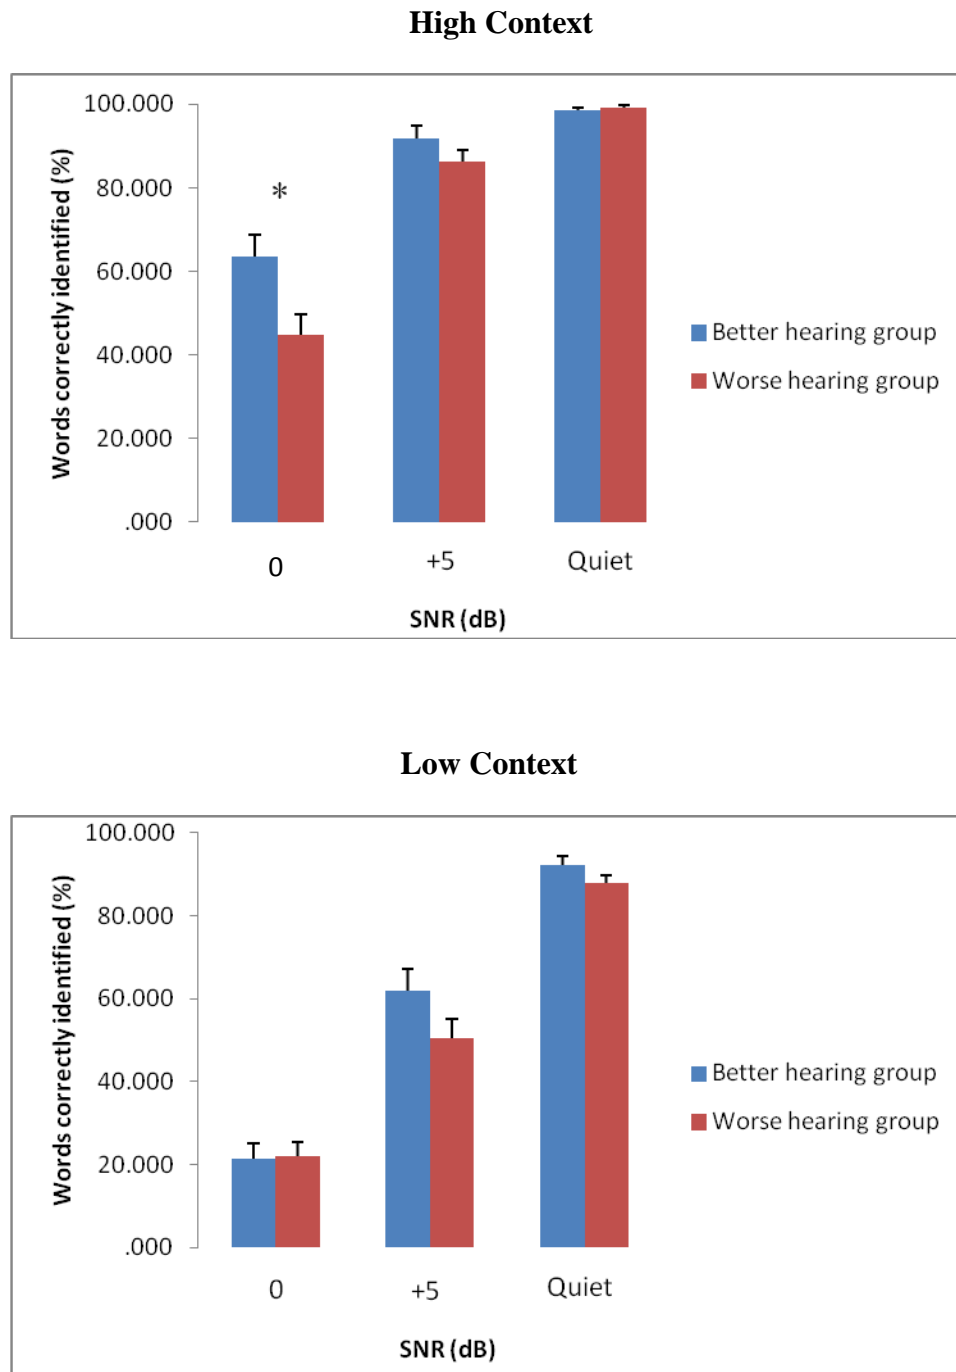 High Context
Words correctly identified (%)
100.000
80.000
60.000
40.000
20.000
.000
*
0
+5
Quiet
SNR (dB)
Better hearing group
Worse hearing group
Low Context
Words correctly identified (%)
100.000
80.000
60.000
40.000
20.000
.000
0
+5
Quiet
SNR (dB)
Better hearing group
Worse hearing group